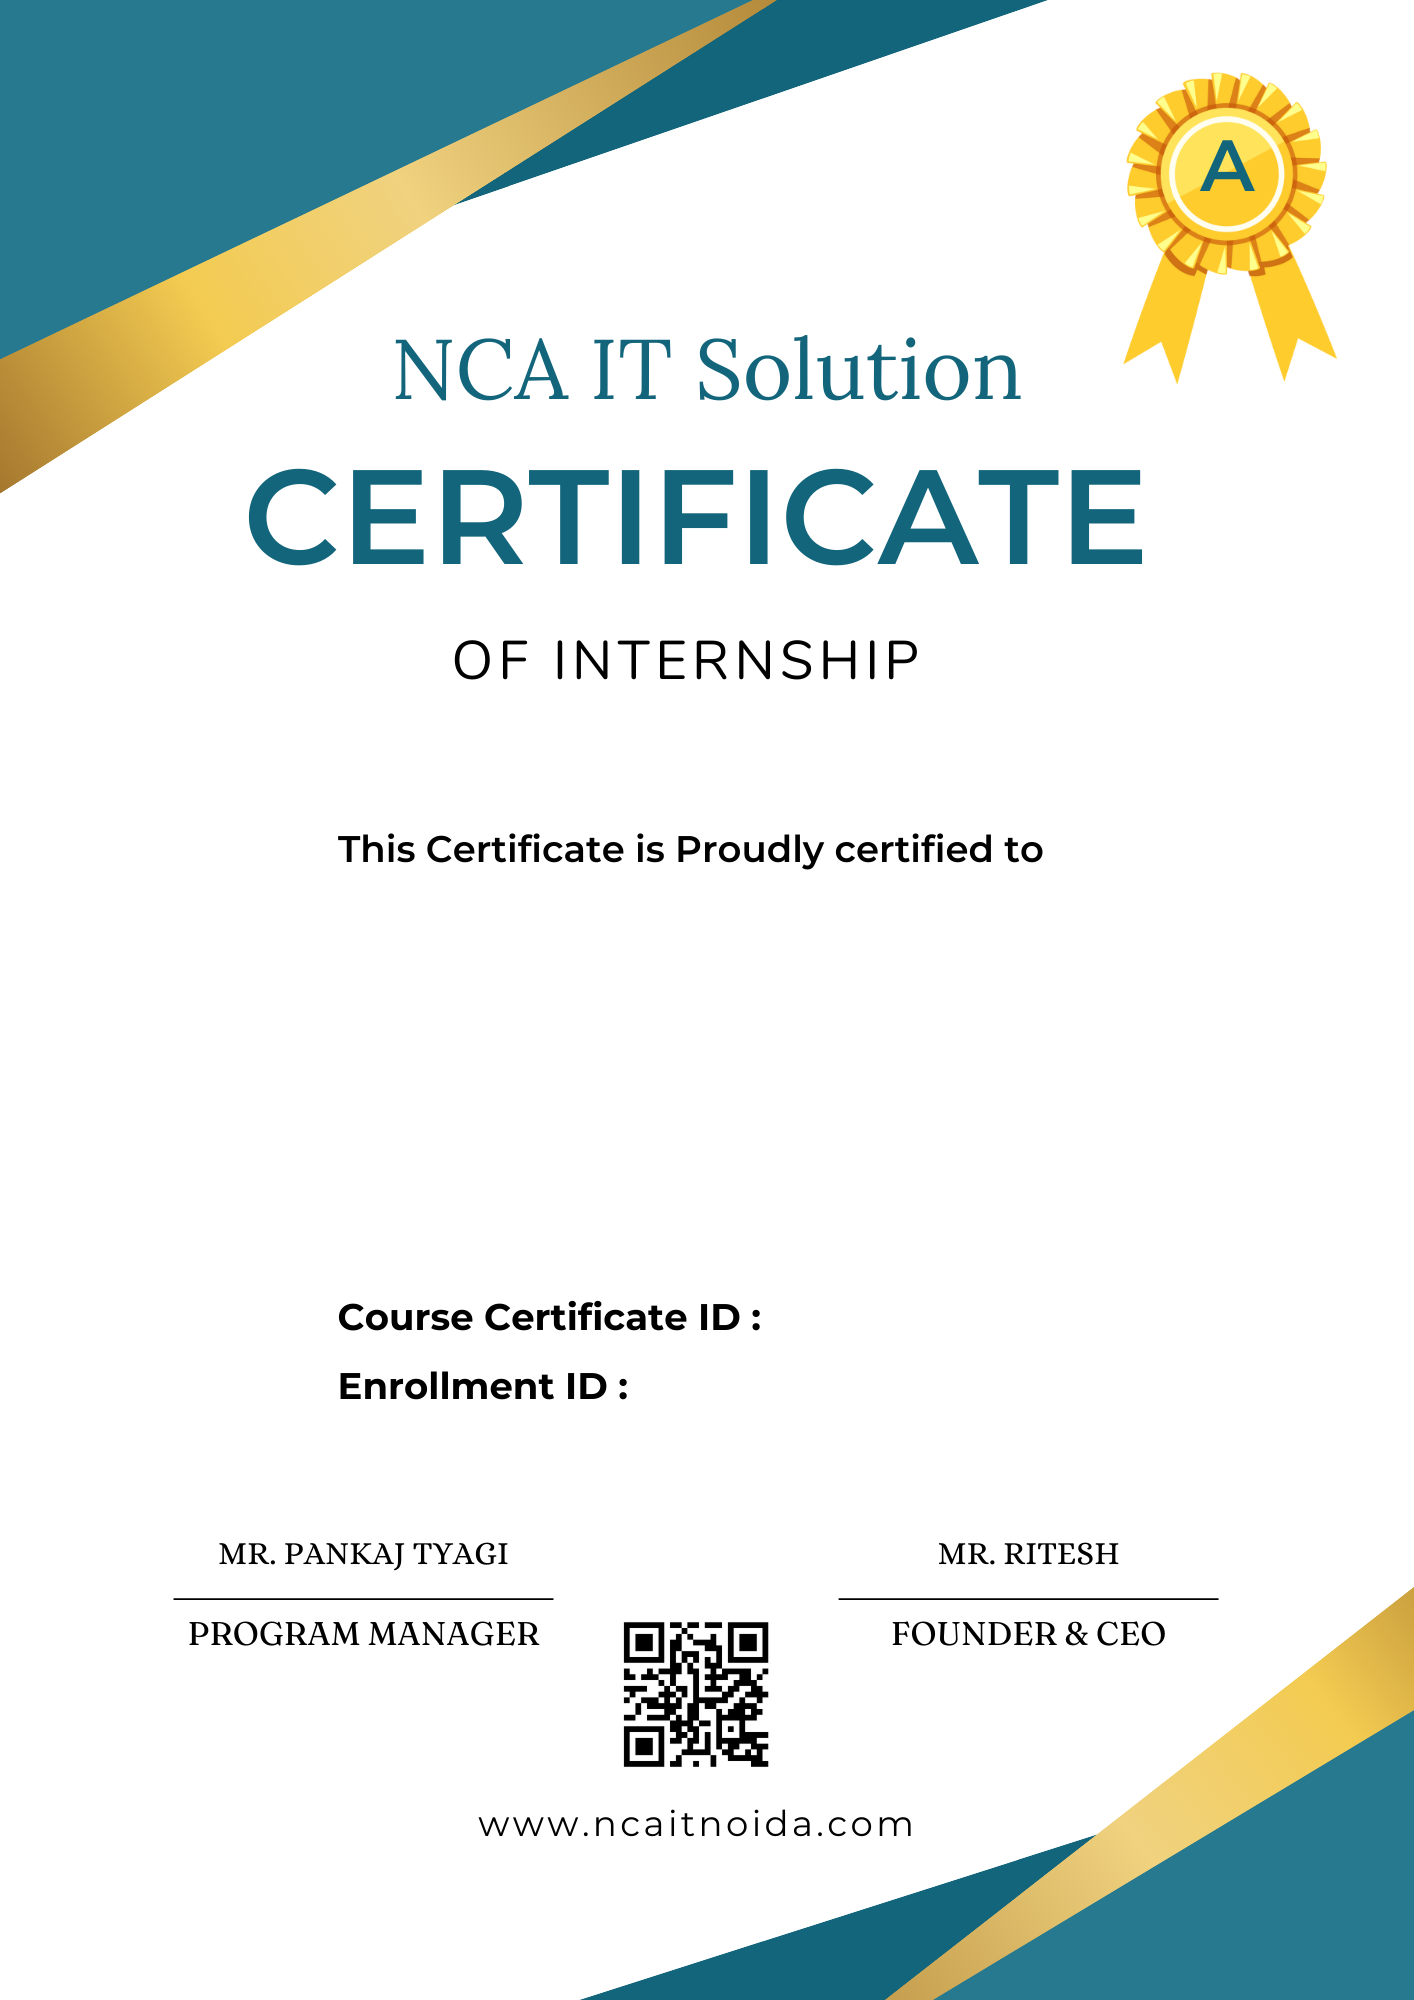 A
NCA IT Solution
CERTIFICATE
OF INTERNSHIP
This Certificate is Proudly certified to
Course Certificate ID :
Enrollment ID :
MR. PANKAJ TYAGI
PROGRAM MANAGER
MR. RITESH
FOUNDER & CEO
www.ncaitnoida.com